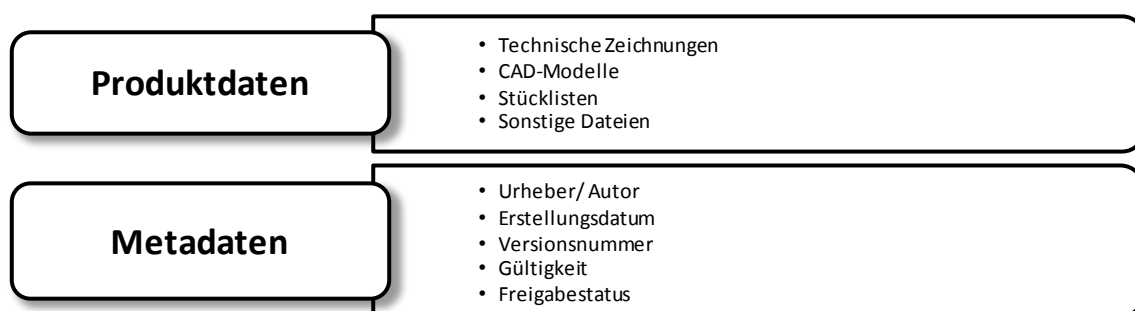 Produktdaten
• Technische Zeichnungen
• CAD-Modelle
• Stücklisten
• Sonstige Dateien
Metadaten
• Urheber/ Autor
• Erstellungsdatum
• Versionsnummer
• Gültigkeit
• Freigabestatus